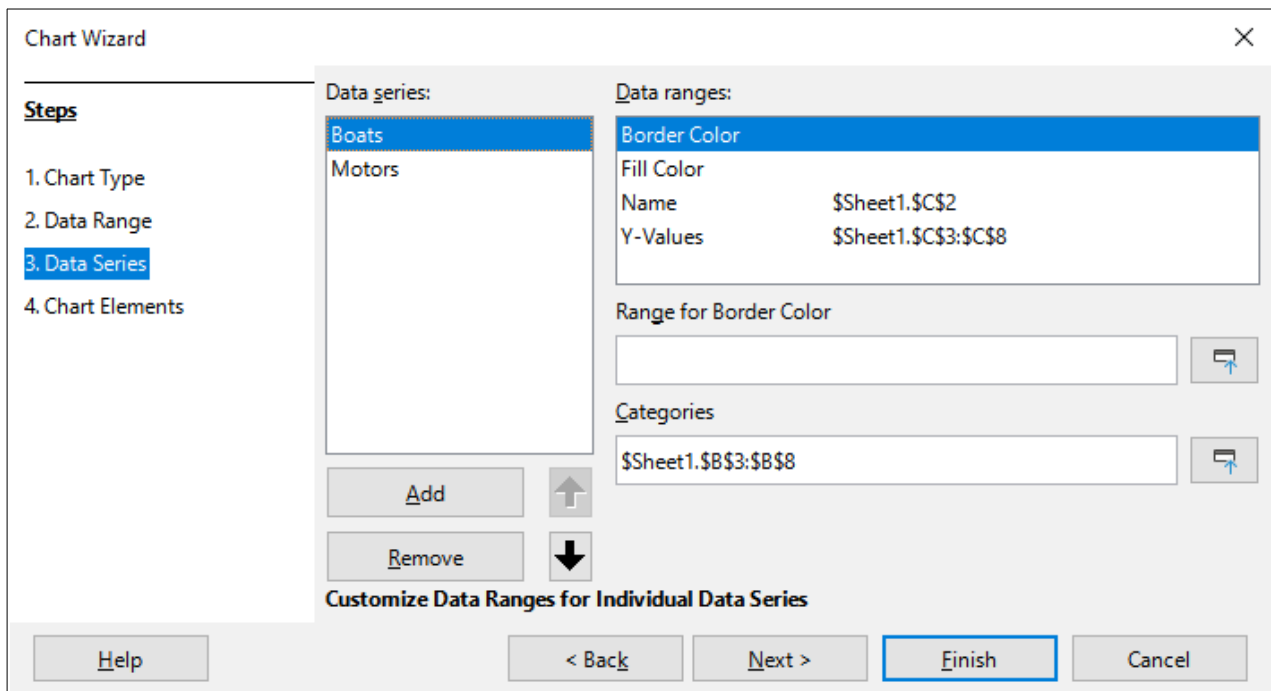 Chart Wizard
Steps
1. Chart Type
2. Data Range
3. Data Series
4. Chart Elements
Data series:
Boats
Motors
Add
Remove
Data ranges:
Border Color
Fill Color
Name $Sheet1.$C$2
Y-Values $Sheet1.$C$3:$C$8
Range for Border Color
Categories
$Sheet1.$B$3:$B$8
Customize Data Ranges for Individual Data Series
Help
< Back
Next >
Finish
Cancel